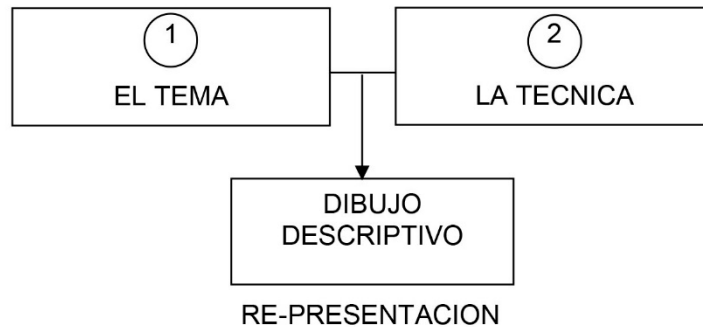 1
EL TEMA
2
LA TECNICA
DIBUJO
DESCRIPTIVO
RE-PRESENTACION